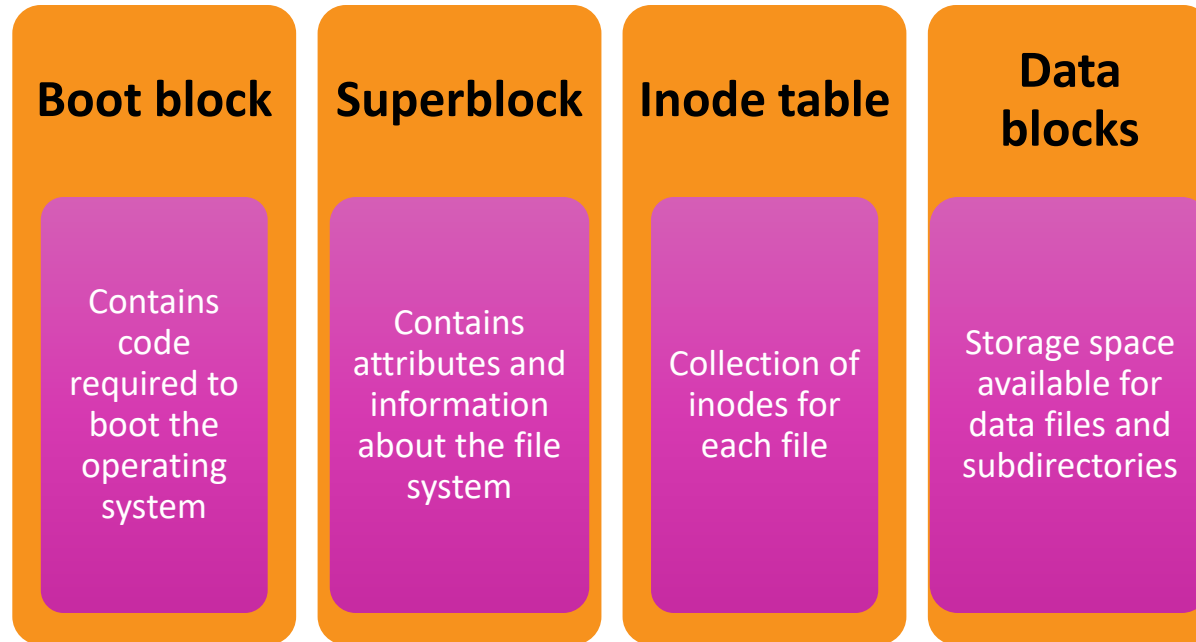 Boot block
Contains
code
required to
boot the
operating
system
Superblock
Contains
attributes and
information
about the file
system
Inode table
Collection of
inodes for
each file
Data
blocks
Storage space
available for
data files and
subdirectories